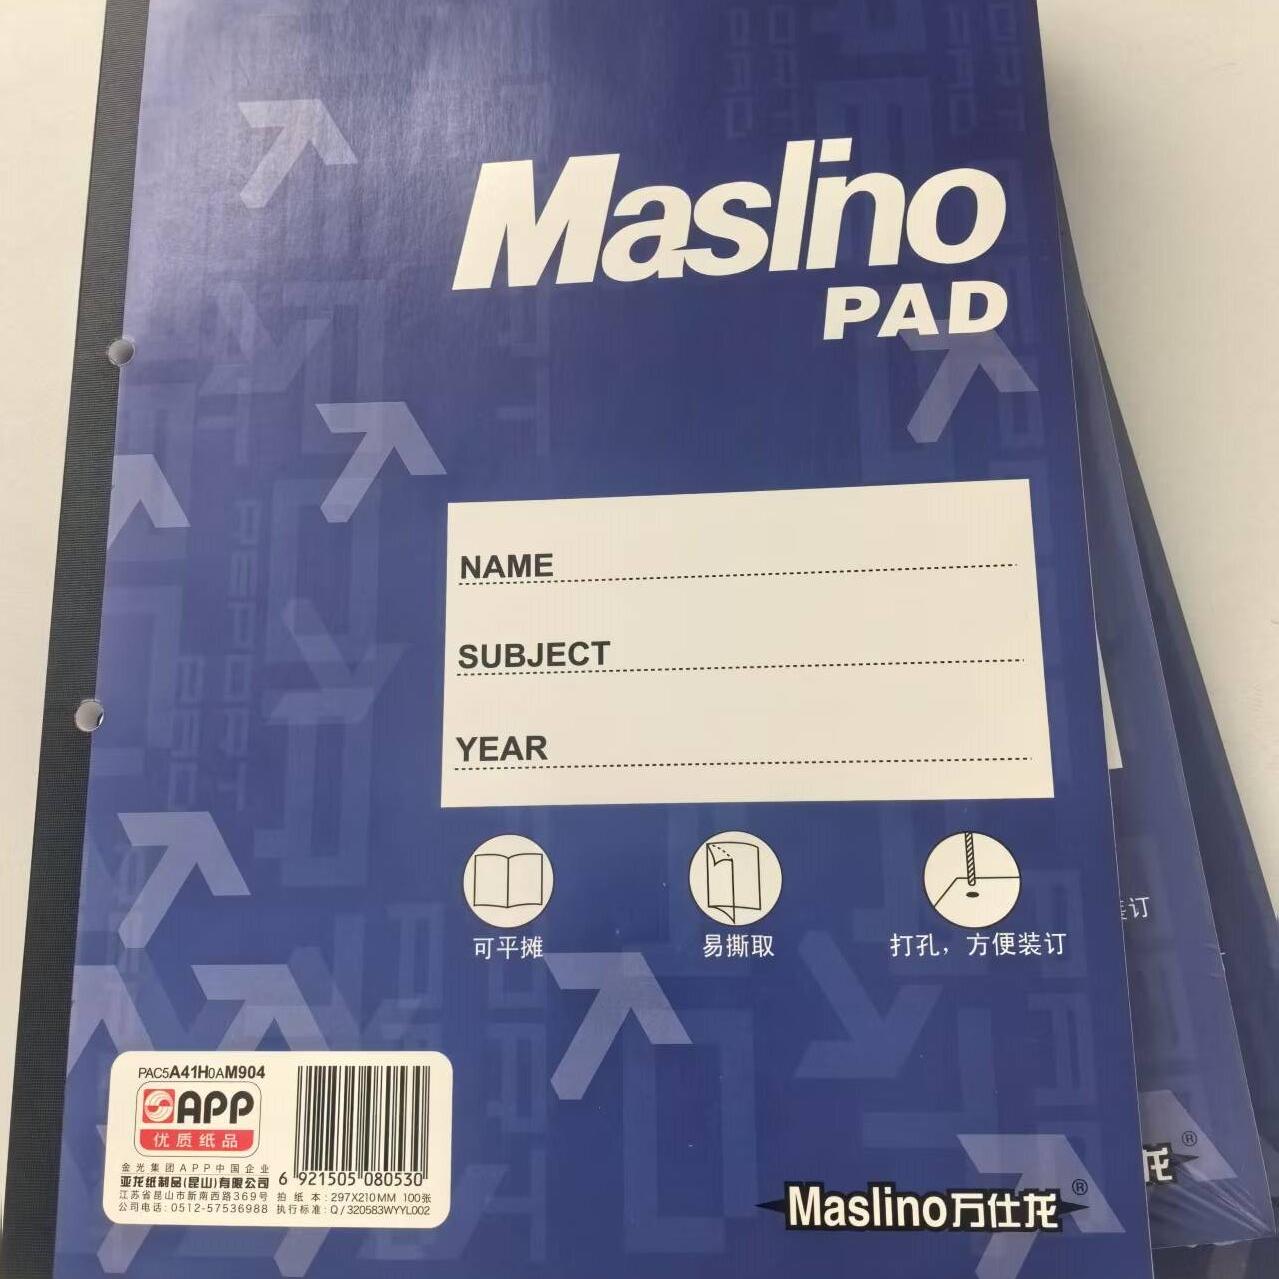 Maslino
PAD
NAME
SUBJECT
YEAR
可平摊
易撕取
打孔，方便装订
装订
PAC5A41H0AM904
APP
优质纸品
金光集团APP中国企业
亚龙纸制品(昆山)有限公司
江苏省昆山市新南西路369号
公司电话: 0512-57536988
6 921505 080530
拍 纸 本 : 297X210MM 100张
执行标准: Q/320583WYYL002
Maslino万仕龙®
龙®